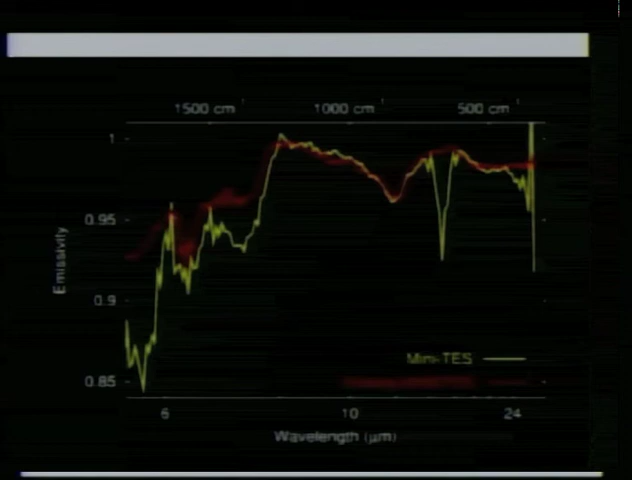 1500 cm 1000 cm 500 cm
1
0.95
0.9
0.85
Emissivity
Mini-TES
6 10 24
Wavelength (μm)